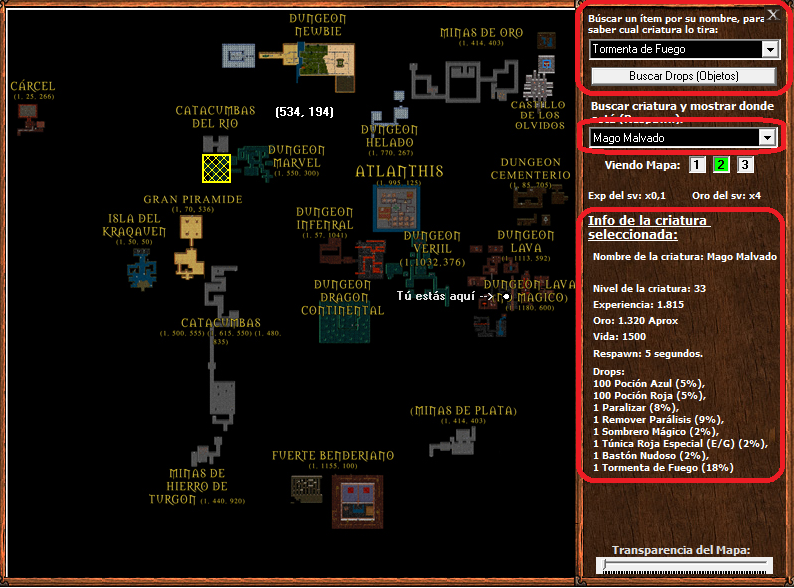 DUNGEON
NEWBIE
MINAS DE ORO
(1, 414, 403)
CÁRCEL
(1, 25, 266)
CATACUMBAS
DEL RIO
(534, 194)
CASTILLO
DE LOS
OLVIDOS
DUNGEON
HELADO
(1, 770, 267)
DUNGEON
MARVEL
(1, 550, 300)
ATLANTHIS
(1, 995, 125)
DUNGEON
CEMENTERIO
(1, 85, 705)
GRAN PIRAMIDE
(1, 70, 536)
ISLA DEL
KRAQUEN
(1, 50, 50)
DUNGEON
INFERNAL
(1, 57, 1041)
DUNGEON
VERIIL
(1, 1032, 376)
DUNGEON
LAVA
(1, 1113, 592)
DUNGEON
DRAGON
CONTINENTAL
Tú estás aquí -->
DUNGEON LAVA
MAGICO)
(1, 1180, 600)
CATACUMBAS
(1, 500, 555) (1, 615, 550) (1, 480,
835)
(MINAS DE PLATA)
(1, 414, 403)
MINAS DE
HIERRO DE
TURGON (1, 440, 920)
FUERTE BENDERIANO
(1, 1155, 100)
X
Búscar un ítem por su nombre, para
saber cual criatura lo tira:
Tormenta de Fuego
Buscar Drops (Objetos)
Buscar criatura y mostrar donde
está (Respawn):
Mago Malvado
Viendo Mapa: 1 2 3
Exp del sv: x0,1 Oro del sv: x4
Info de la criatura
seleccionada:
Nombre de la criatura: Mago Malvado
Nivel de la criatura: 33
Experiencia: 1.815
Oro: 1.320 Aprox
Vida: 1500
Respawn: 5 segundos.
Drops:
100 Poción Azul (5%),
100 Poción Roja (5%),
1 Paralizar (8%),
1 Remover Parálisis (9%),
1 Sombrero Mágico (2%),
1 Túnica Roja Especial (E/G) (2%),
1 Bastón Nudoso (2%),
1 Tormenta de Fuego (18%)
Transparencia del Mapa: